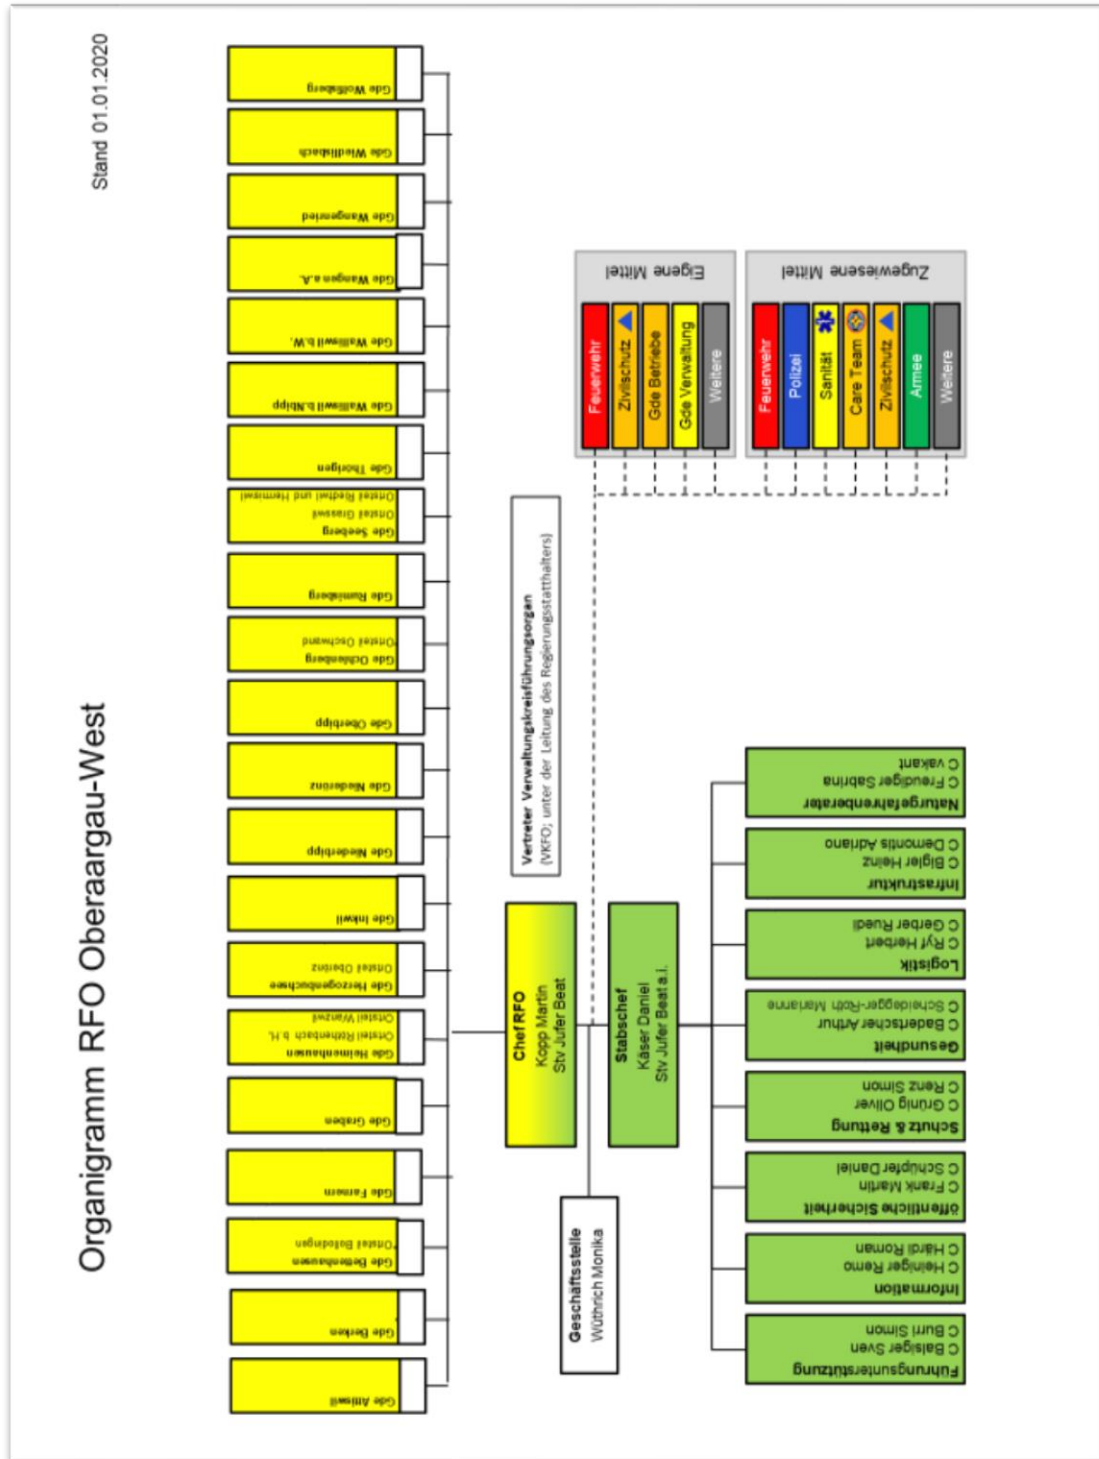 Organigramm RFO Oberaargau-West
Stand 01.01.2020
Gde Attiswil
Gde Berken
Gde Bettenhausen
Ortsteil Bollodingen
Gde Farnern
Gde Graben
Gde Heimenhausen
Ortsteil Röthenbach b. H.
Ortsteil Wanzwil
Gde Herzogenbuchsee
Ortsteil Oberönz
Gde Inkwil
Gde Niederbipp
Gde Niederönz
Gde Oberbipp
Gde Ochlenberg
Ortsteil Oschwand
Gde Rumisberg
Gde Seeberg
Ortsteil Grasswil
Ortsteil Riedtwil und Hermiswil
Gde Thörigen
Gde Walliswil b.Nbipp
Gde Walliswil b.W.
Gde Wangen a.A.
Gde Wangenried
Gde Wiedlisbach
Gde Wolfisberg
Chef RFO
Kopp Martin
Stv Jufer Beat
Vertreter Verwaltungskreisführungsorgan
(VKFO; unter der Leitung des Regierungsstatthalters)
Geschäftsstelle
Wüthrich Monika
Stabschef
Käser Daniel
Stv Jufer Beat a.i.
Eigene Mittel
Feuerwehr
Zivilschutz
Gde Betriebe
Gde Verwaltung
Weitere
Zugewiesene Mittel
Feuerwehr
Polizei
Sanität
Care Team
Zivilschutz
Armee
Weitere
Führungsunterstützung
C Balsiger Sven
C Burri Simon
Information
C Heiniger Remo
C Härdi Roman
öffentliche Sicherheit
C Frank Martin
C Schüpfer Daniel
Schutz & Rettung
C Grünig Oliver
C Renz Simon
Gesundheit
C Badertscher Arthur
C Scheidegger-Roth Marianne
Logistik
C Ryf Herbert
C Gerber Ruedi
Infrastruktur
C Bigler Heinz
C Demontis Adriano
Naturgefahrenberater
C Freudiger Sabrina
C vakant